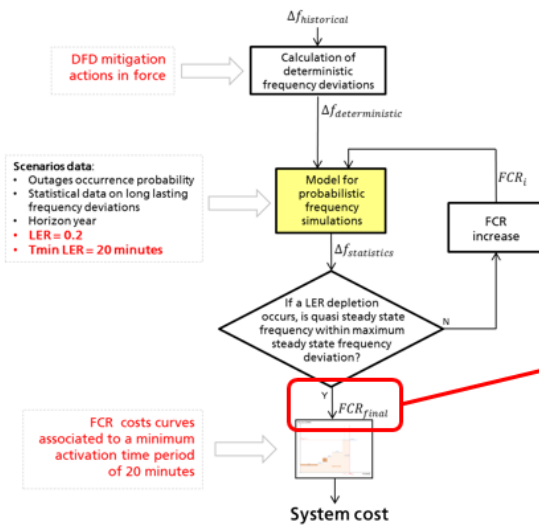 Δf_historical
DFD mitigation
actions in force
Calculation of
deterministic
frequency deviations
Δf_deterministic
Scenarios data:
• Outages occurrence probability
• Statistical data on long lasting
frequency deviations
• Horizon year
• LER = 0.2
• Tmin LER = 20 minutes
Model for
probabilistic
frequency
simulations
FCR_i
FCR
increase
Δf_statistics
If a LER depletion
occurs, is quasi steady state
frequency within maximum
steady state frequency
deviation?
N
Y
FCR_final
FCR costs curves
associated to a minimum
activation time period
of 20 minutes
System cost